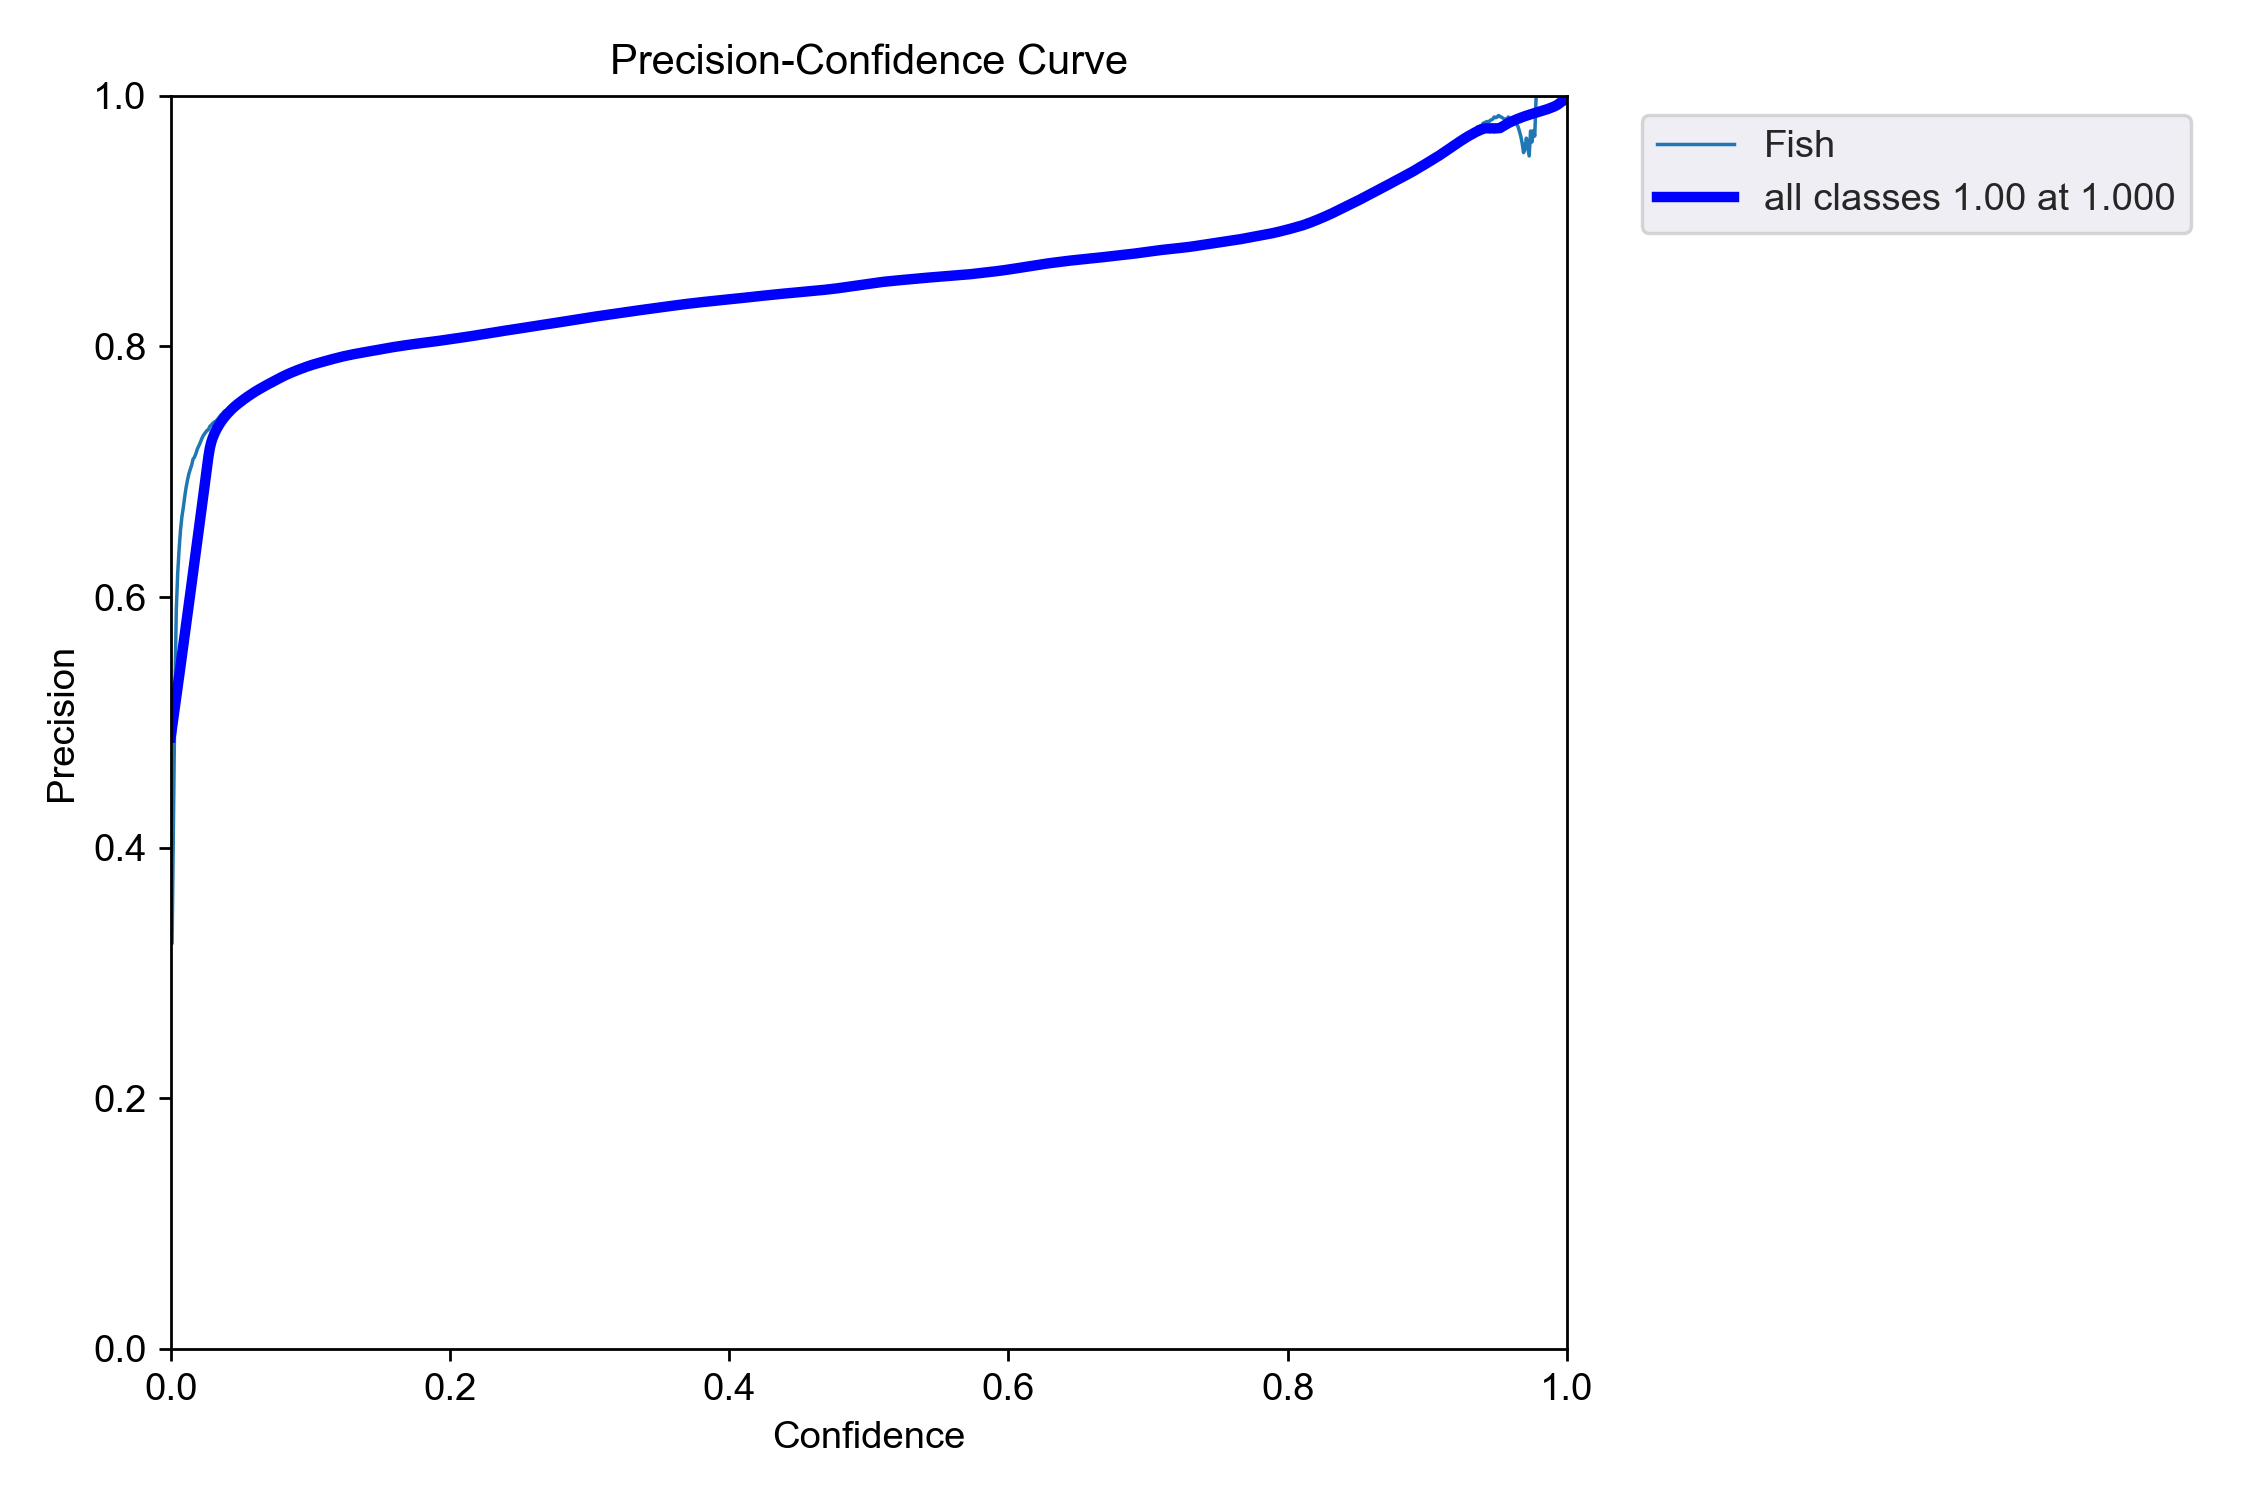 Precision-Confidence Curve
Fish
all classes 1.00 at 1.000
Precision
1.0
0.8
0.6
0.4
0.2
0.0
0.0 0.2 0.4 0.6 0.8 1.0
Confidence